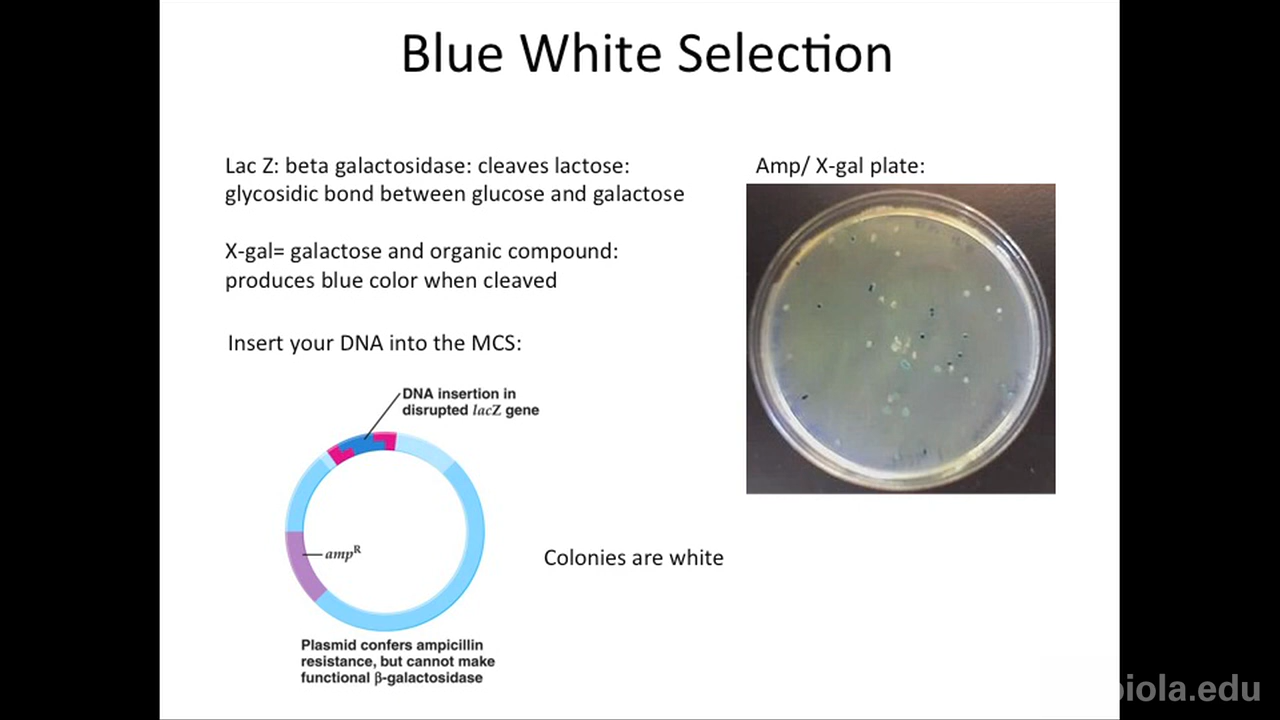 Blue White Selection
Lac Z: beta galactosidase: cleaves lactose:
glycosidic bond between glucose and galactose
X-gal= galactose and organic compound:
produces blue color when cleaved
Insert your DNA into the MCS:
DNA insertion in
disrupted lacZ gene
ampR
Plasmid confers ampicillin
resistance, but cannot make
functional β-galactosidase
Colonies are white
Amp/ X-gal plate:
biola.edu